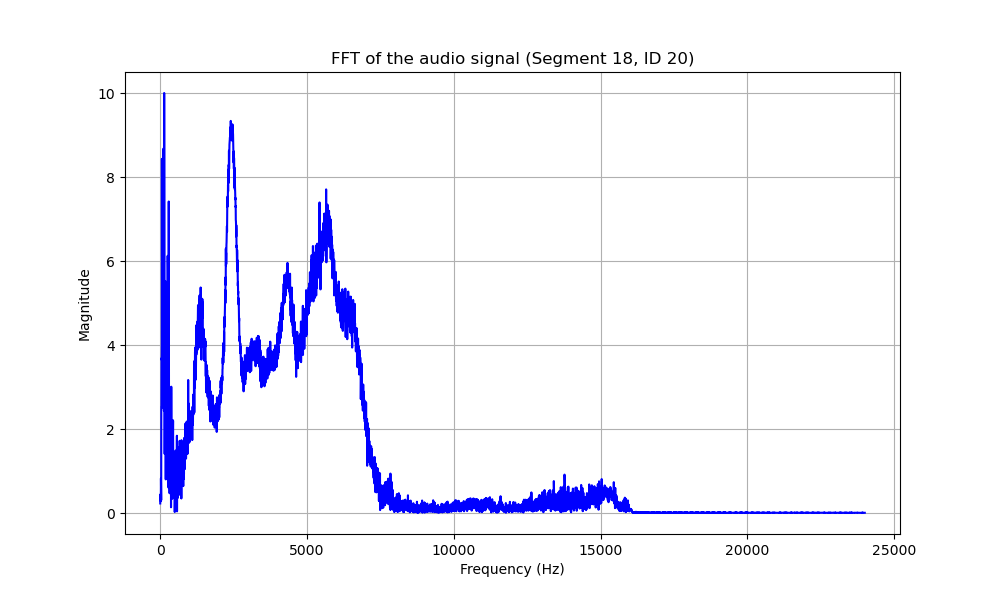 FFT of the audio signal (Segment 18, ID 20)
10
8
6
4
2
0
Magnitude
0 5000 10000 15000 20000 25000
Frequency (Hz)